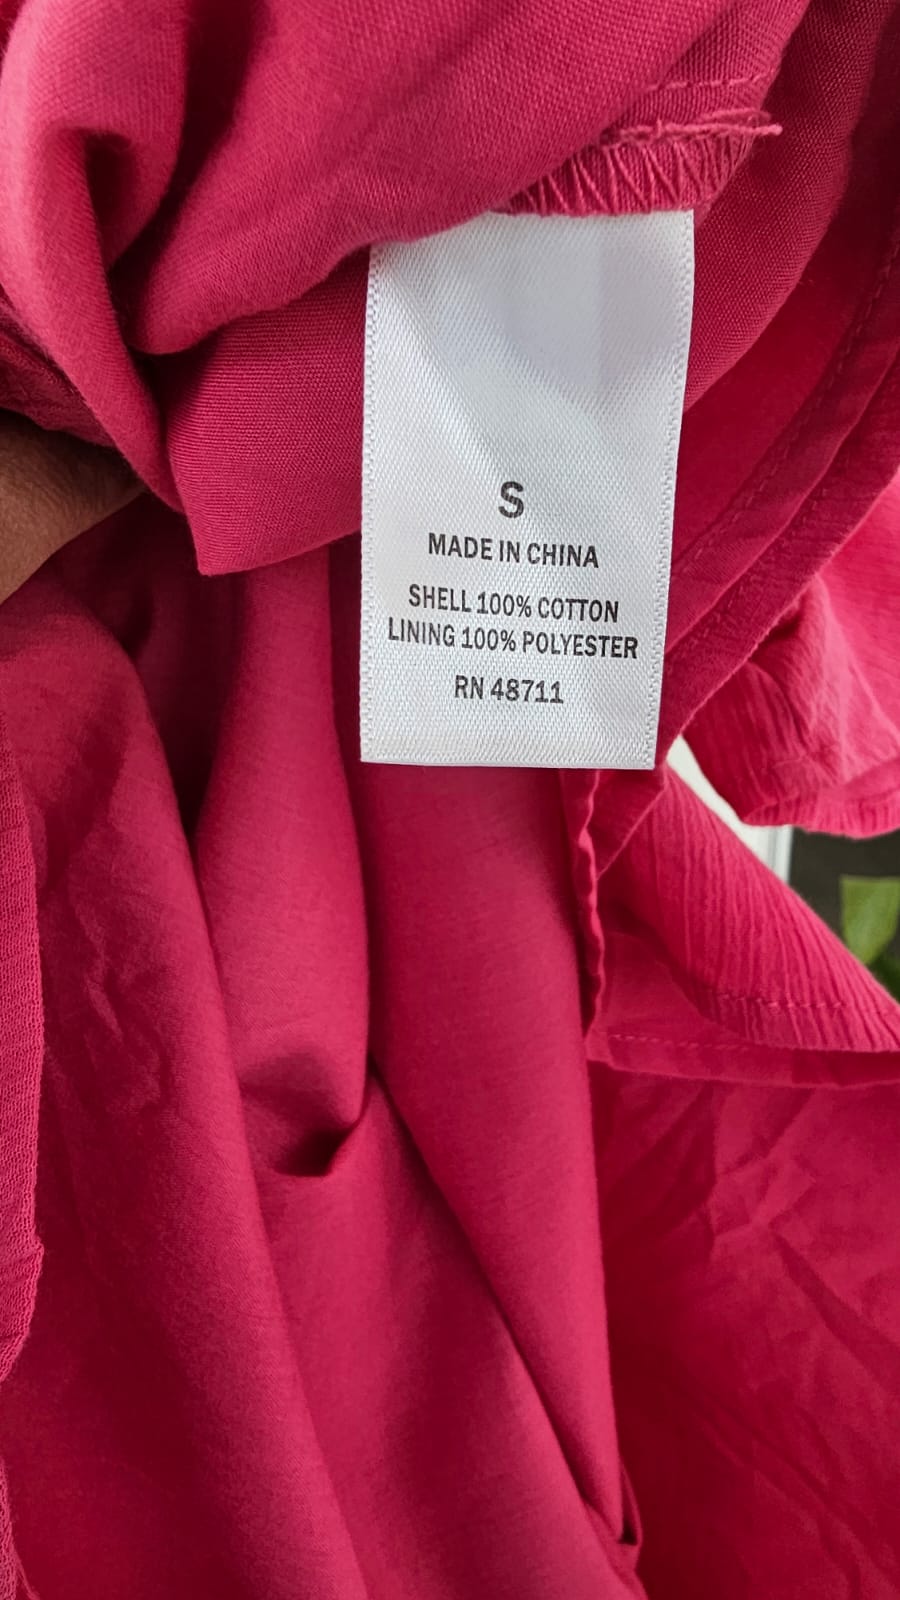 S
MADE IN CHINA
SHELL 100% COTTON
LINING 100% POLYESTER
RN 48711